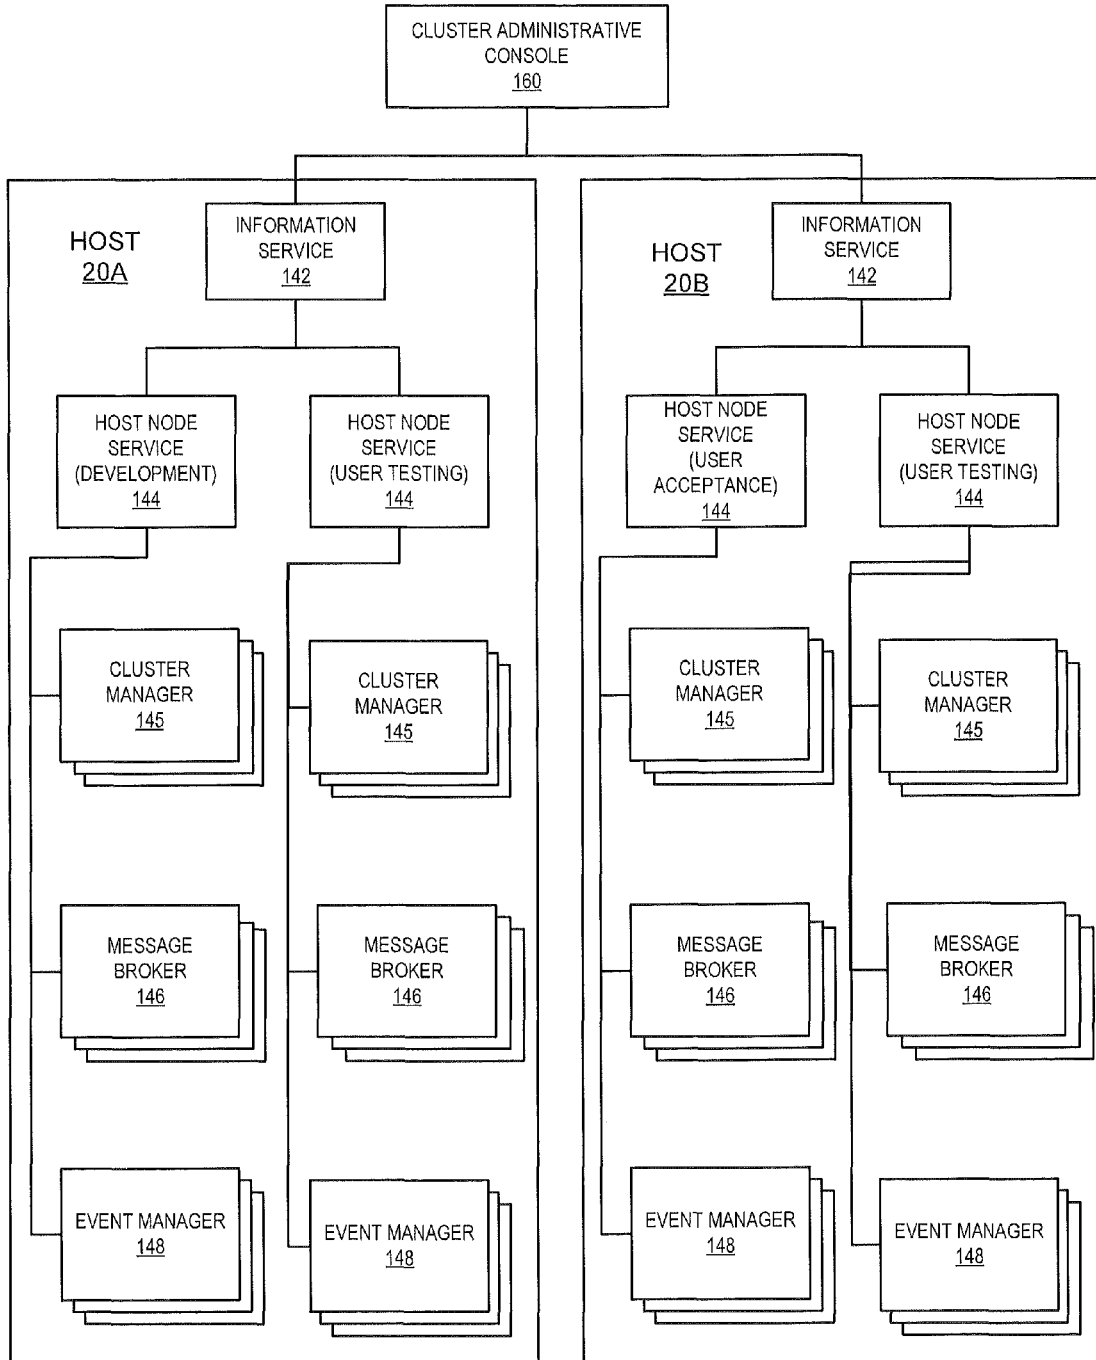 CLUSTER ADMINISTRATIVE
CONSOLE
160
HOST
20A
INFORMATION
SERVICE
142
HOST
20B
INFORMATION
SERVICE
142
HOST NODE
SERVICE
(DEVELOPMENT)
144
HOST NODE
SERVICE
(USER TESTING)
144
HOST NODE
SERVICE
(USER
ACCEPTANCE)
144
HOST NODE
SERVICE
(USER TESTING)
144
CLUSTER
MANAGER
145
CLUSTER
MANAGER
145
CLUSTER
MANAGER
145
CLUSTER
MANAGER
145
MESSAGE
BROKER
146
MESSAGE
BROKER
146
MESSAGE
BROKER
146
MESSAGE
BROKER
146
EVENT MANAGER
148
EVENT MANAGER
148
EVENT MANAGER
148
EVENT MANAGER
148